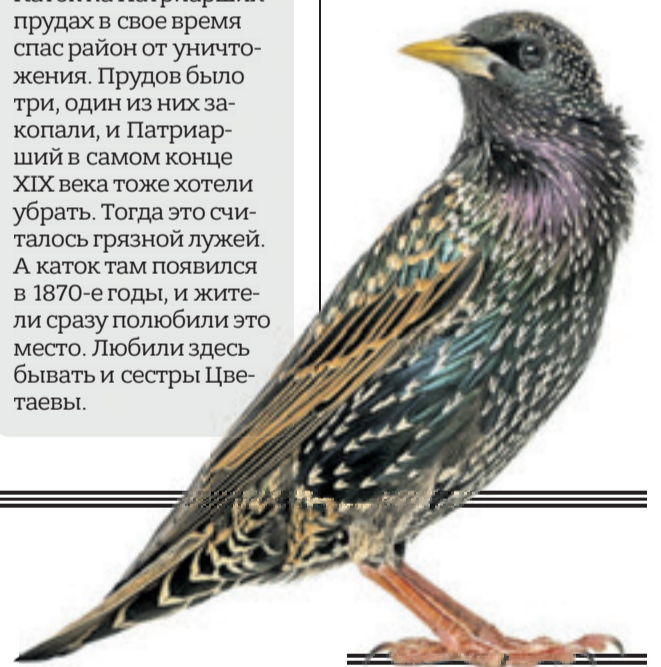 прудах в свое время
спас район от уничто-
жения. Прудов было
три, один из них за-
копали, и Патриар-
ший в самом конце
XIX века тоже хотели
убрать. Тогда это счи-
талось грязной лужей.
А каток там появился
в 1870-е годы, и жите-
ли сразу полюбили это
место. Любили здесь
бывать и сестры Цве-
таевы.